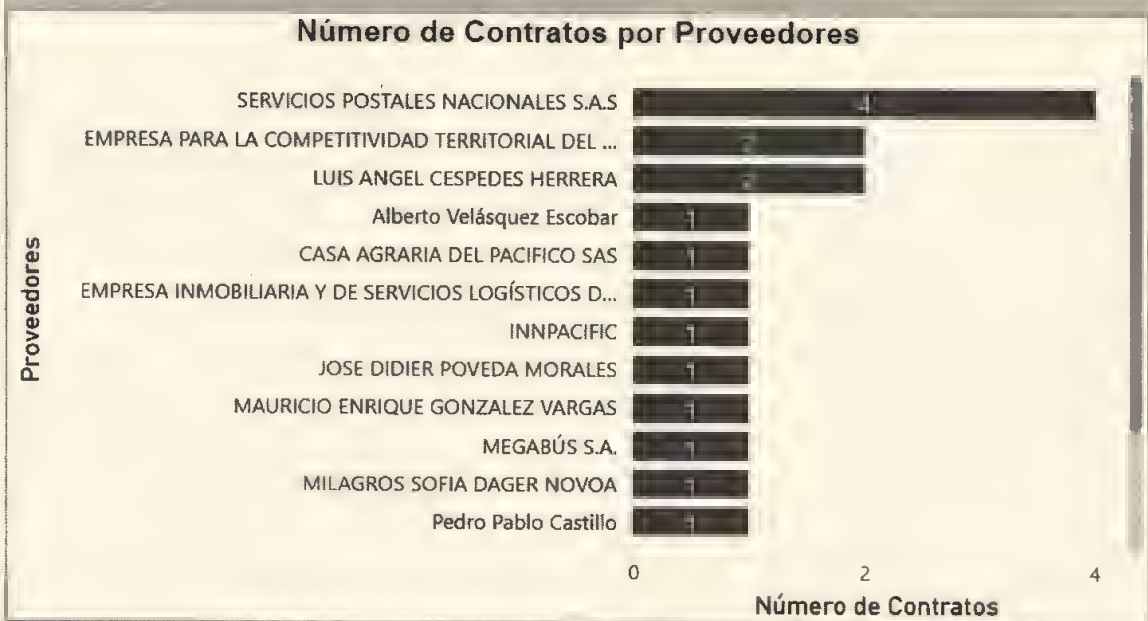 Número de Contratos por Proveedores
Proveedores
SERVICIOS POSTALES NACIONALES S.A.S 4
EMPRESA PARA LA COMPETITIVIDAD TERRITORIAL DEL ... 2
LUIS ANGEL CESPEDES HERRERA 2
Alberto Velásquez Escobar 1
CASA AGRARIA DEL PACIFICO SAS 1
EMPRESA INMOBILIARIA Y DE SERVICIOS LOGÍSTICOS D... 1
INNPACIFIC 1
JOSE DIDIER POVEDA MORALES 1
MAURICIO ENRIQUE GONZALEZ VARGAS 1
MEGABÚS S.A. 1
MILAGROS SOFIA DAGER NOVOA 1
Pedro Pablo Castillo 1
0 2 4
Número de Contratos